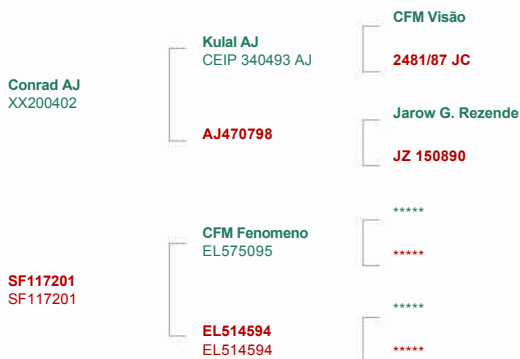 CFM Visão
Kulal AJ
CEIP 340493 AJ
2481/87 JC
Conrad AJ
XX200402
Jarow G. Rezende
AJ470798
JZ 150890
*****
CFM Fenomeno
EL575095
*****
SF117201
SF117201
*****
EL514594
EL514594
*****